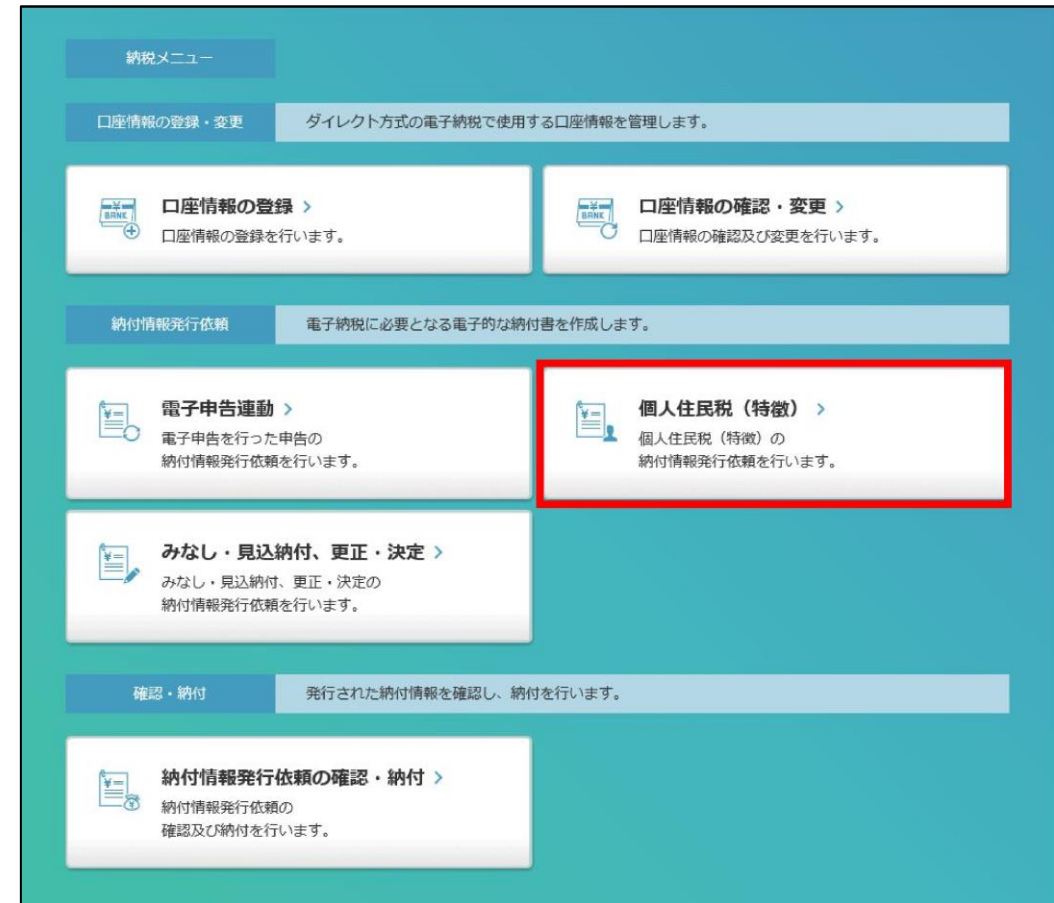 納税メニュー
口座情報の登録・変更
ダイレクト方式の電子納税で使用する口座情報を管理します。
BANK
口座情報の登録 >
口座情報の登録を行います。
BANK
口座情報の確認・変更 >
口座情報の確認及び変更を行います。
納付情報発行依頼
電子納税に必要となる電子的な納付書を作成します。
電子申告連動 >
電子申告を行った申告の
納付情報発行依頼を行います。
個人住民税（特徴） >
個人住民税（特徴）の
納付情報発行依頼を行います。
みなし・見込納付、更正・決定 >
みなし・見込納付、更正・決定の
納付情報発行依頼を行います。
確認・納付
発行された納付情報を確認し、納付を行います。
納付情報発行依頼の確認・納付 >
納付情報発行依頼の
確認及び納付を行います。